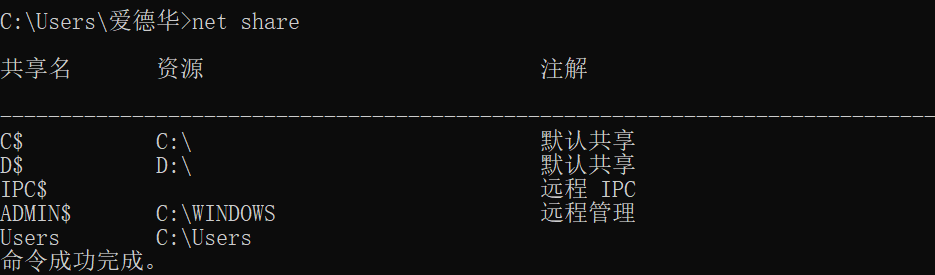 C:\Users\爱德华>net share
共享名 资源 注解
-------------------------------------------------------------------------------
C$ C:\ 默认共享
D$ D:\ 默认共享
IPC$ 远程 IPC
ADMIN$ C:\WINDOWS 远程管理
Users C:\Users
命令成功完成。